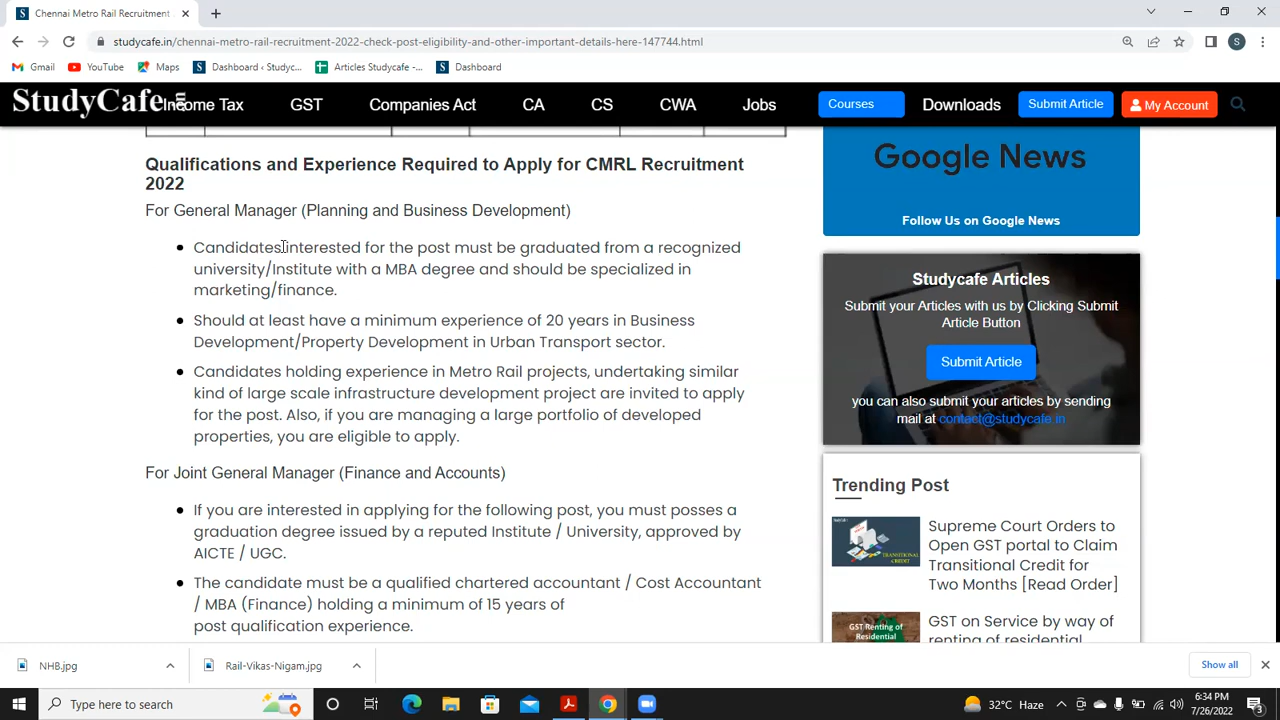 Chennai Metro Rail Recruitment
studycafe.in/chennai-metro-rail-recruitment-2022-check-post-eligibility-and-other-important-details-here-147744.html
Gmail YouTube Maps Dashboard ‹ Studyc... Articles Studycafe -... Dashboard
StudyCafe.in Income Tax GST Companies Act CA CS CWA Jobs Courses Downloads Submit Article My Account
Qualifications and Experience Required to Apply for CMRL Recruitment
2022
For General Manager (Planning and Business Development)
Candidates interested for the post must be graduated from a recognized
university/Institute with a MBA degree and should be specialized in
marketing/finance.
Should at least have a minimum experience of 20 years in Business
Development/Property Development in Urban Transport sector.
Candidates holding experience in Metro Rail projects, undertaking similar
kind of large scale infrastructure development project are invited to apply
for the post. Also, if you are managing a large portfolio of developed
properties, you are eligible to apply.
For Joint General Manager (Finance and Accounts)
If you are interested in applying for the following post, you must posses a
graduation degree issued by a reputed Institute / University, approved by
AICTE / UGC.
The candidate must be a qualified chartered accountant / Cost Accountant
/ MBA (Finance) holding a minimum of 15 years of
post qualification experience.
Google News
Follow Us on Google News
Studycafe Articles
Submit your Articles with us by Clicking Submit
Article Button
Submit Article
you can also submit your articles by sending
mail at contact@studycafe.in
Trending Post
TRANSITIONAL
CREDIT
Supreme Court Orders to
Open GST portal to Claim
Transitional Credit for
Two Months [Read Order]
GST Renting of
Residential
GST on Service by way of
renting of residential
NHB.jpg Rail-Vikas-Nigam.jpg Show all
Type here to search 32°C Haze 6:34 PM
7/26/2022
3